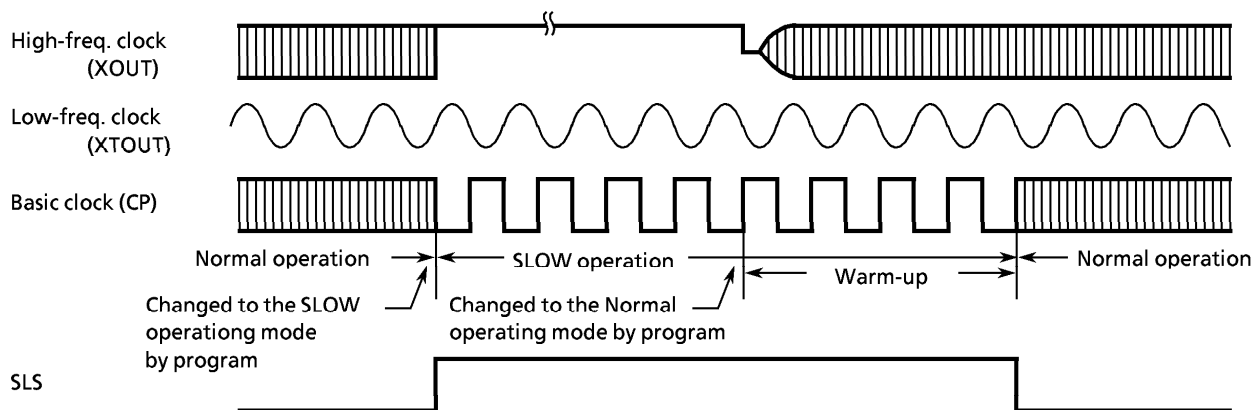 High-freq. clock
(XOUT)
Low-freq. clock
(XTOUT)
Basic clock (CP)
Normal operation
SLOW operation
Normal operation
Warm-up
Changed to the SLOW
operationg mode
by program
Changed to the Normal
operating mode by program
SLS